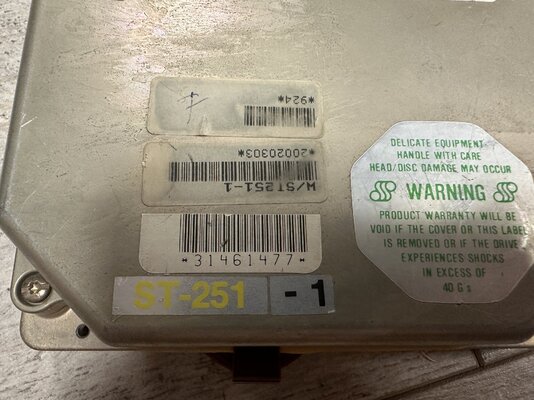 *924*
*20020303*
W/ST251-1
*31461477*
ST-251 -1
DELICATE EQUIPMENT
HANDLE WITH CARE
HEAD/DISC DAMAGE MAY OCCUR
WARNING
PRODUCT WARRANTY WILL BE
VOID IF THE COVER OR THIS LABEL
IS REMOVED OR IF THE DRIVE
EXPERIENCES SHOCKS
IN EXCESS OF
40 Gs